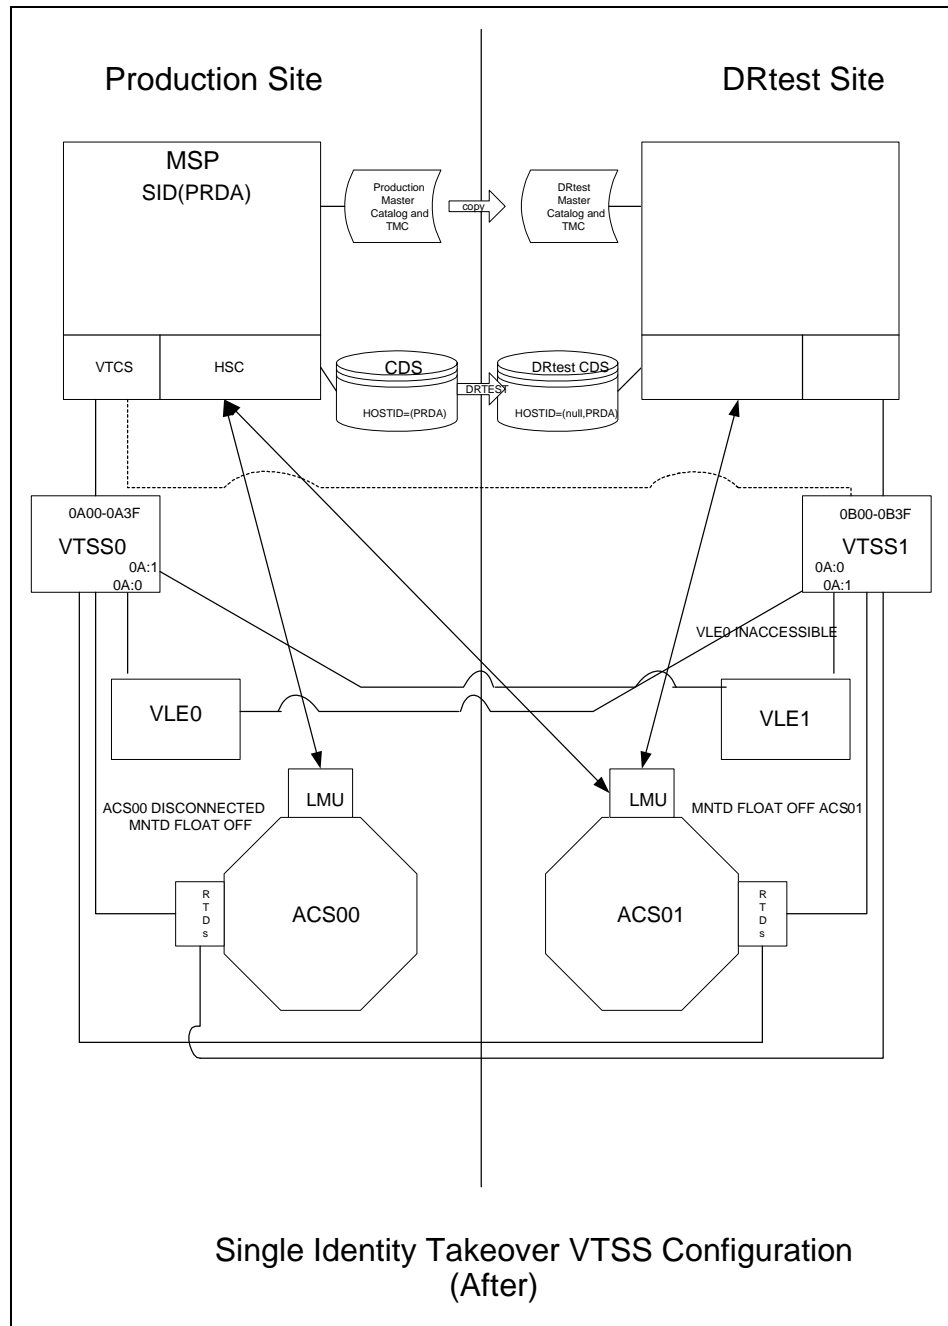 Production Site
DRtest Site
MSP
SID(PRDA)
Production
Master
Catalog and
TMC
copy
DRtest
Master
Catalog and
TMC
VTCS
HSC
CDS
HOSTID=(PRDA)
DRTEST
DRtest CDS
HOSTID=(null,PRDA)
0A00-0A3F
VTSS0
0A:1
0A:0
0B00-0B3F
VTSS1
0A:0
0A:1
VLE0 INACCESSIBLE
VLE0
VLE1
ACS00 DISCONNECTED
MNTD FLOAT OFF
LMU
LMU
MNTD FLOAT OFF ACS01
R
T
D
s
ACS00
ACS01
R
T
D
s
Single Identity Takeover VTSS Configuration
(After)